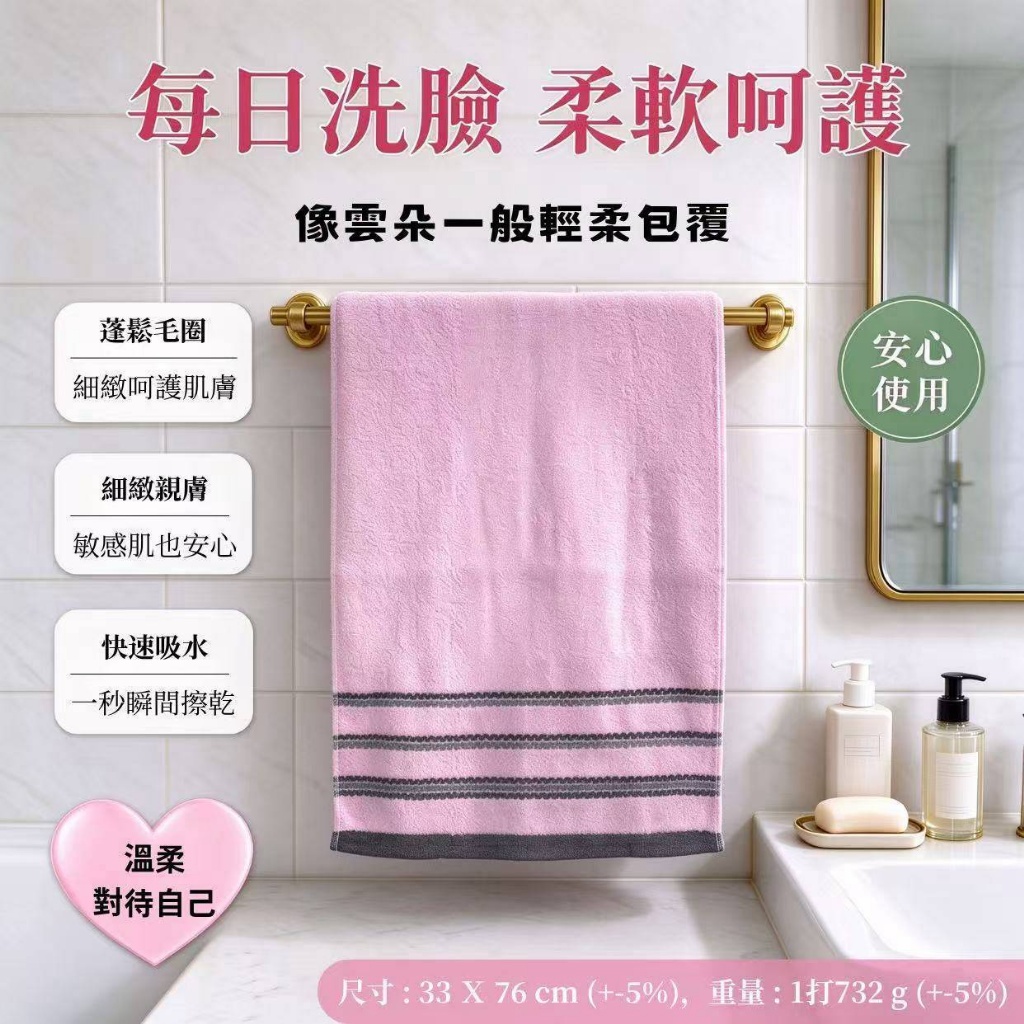 每日洗臉 柔軟呵護
像雲朵一般輕柔包覆
蓬鬆毛圈
細緻呵護肌膚
安心
使用
細緻親膚
敏感肌也安心
快速吸水
一秒瞬間擦乾
溫柔
對待自己
尺寸 : 33 X 76 cm (+-5%),  重量 : 1打732 g (+-5%)